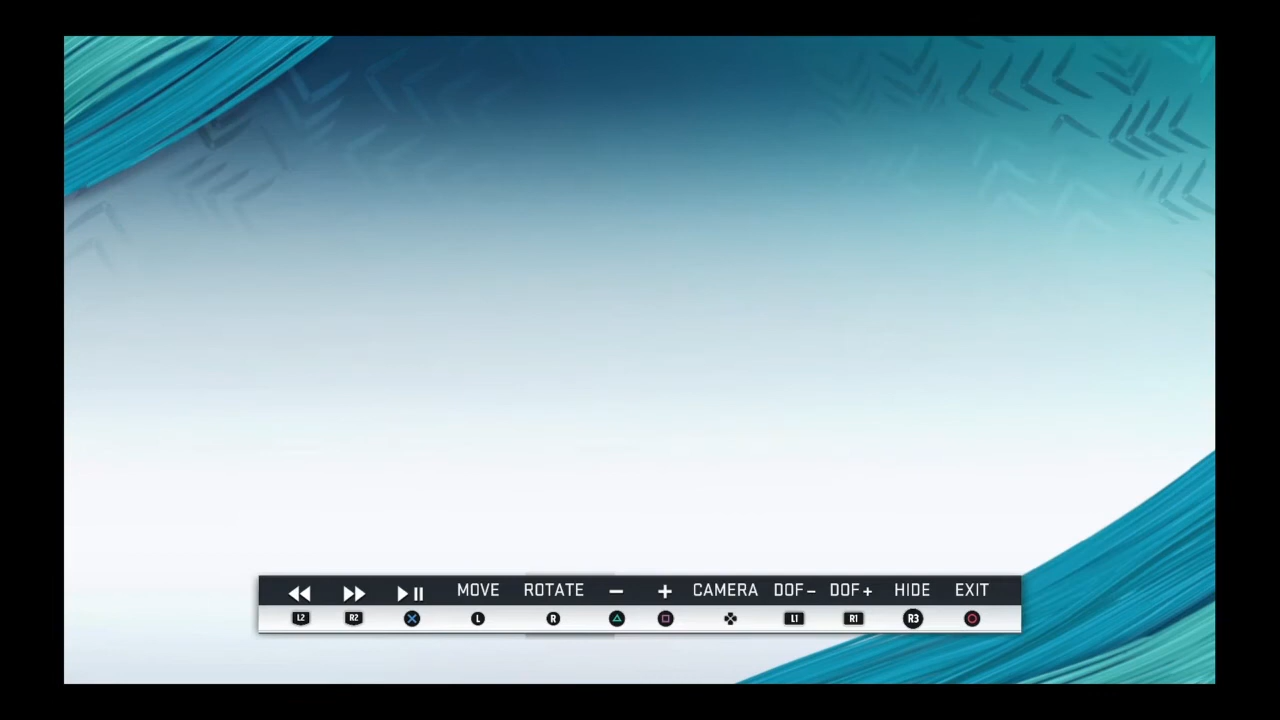 MOVE ROTATE − + CAMERA DOF− DOF+ HIDE EXIT
L2 R2 L R L1 R1 R3